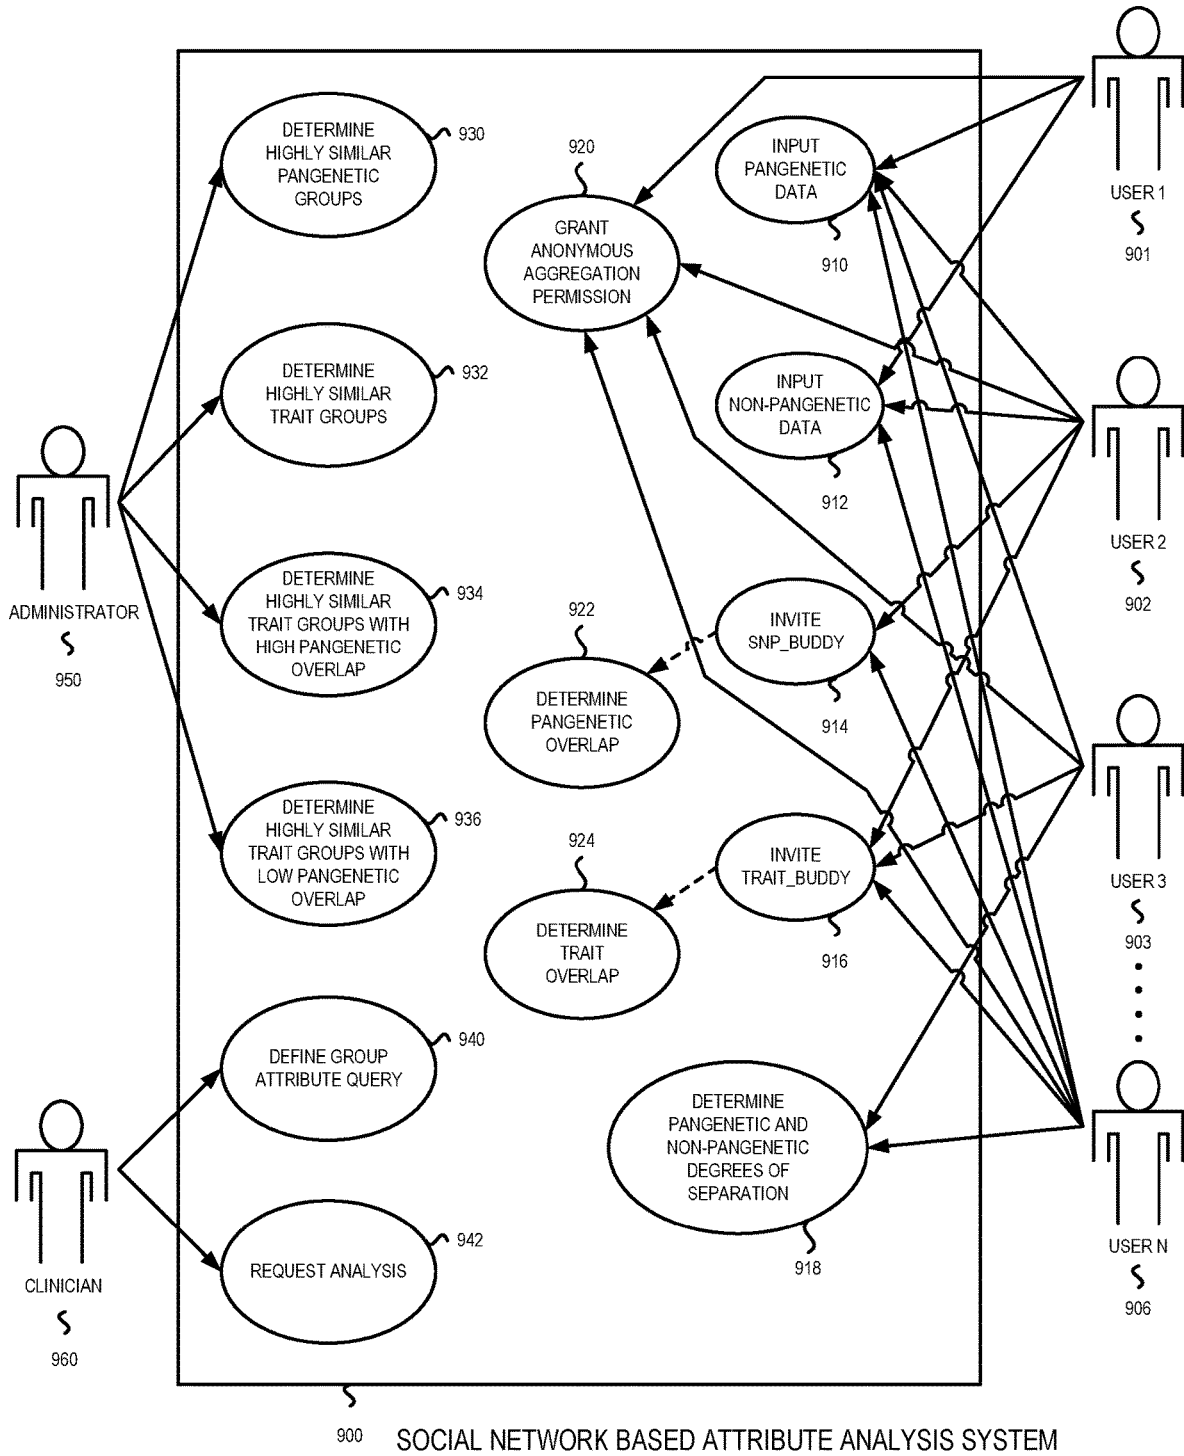 DETERMINE
HIGHLY SIMILAR
PANGENETIC
GROUPS
930
DETERMINE
HIGHLY SIMILAR
TRAIT GROUPS
932
DETERMINE
HIGHLY SIMILAR
TRAIT GROUPS WITH
HIGH PANGENETIC
OVERLAP
934
DETERMINE
HIGHLY SIMILAR
TRAIT GROUPS WITH
LOW PANGENETIC
OVERLAP
936
DEFINE GROUP
ATTRIBUTE QUERY
940
REQUEST ANALYSIS
942
ADMINISTRATOR
950
CLINICIAN
960
920
GRANT
ANONYMOUS
AGGREGATION
PERMISSION
922
DETERMINE
PANGENETIC
OVERLAP
924
DETERMINE
TRAIT
OVERLAP
INPUT
PANGENETIC
DATA
910
INPUT
NON-PANGENETIC
DATA
912
INVITE
SNP_BUDDY
914
INVITE
TRAIT_BUDDY
916
DETERMINE
PANGENETIC AND
NON-PANGENETIC
DEGREES OF
SEPARATION
918
USER 1
901
USER 2
902
USER 3
903
USER N
906
900
SOCIAL NETWORK BASED ATTRIBUTE ANALYSIS SYSTEM